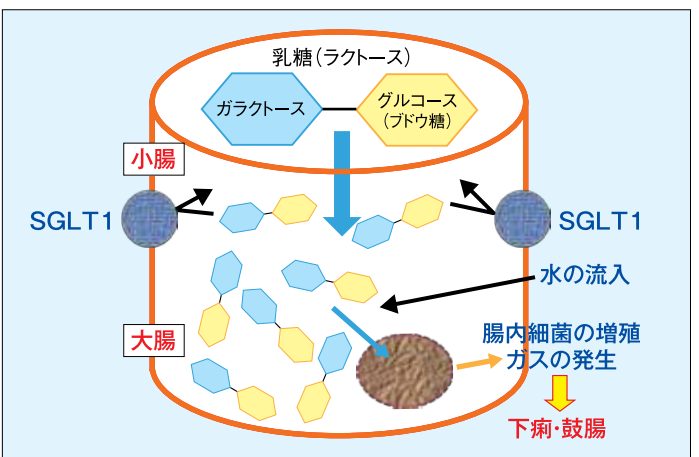 乳糖(ラクトース)
ガラクトース
グルコース
(ブドウ糖)
小腸
SGLT1
SGLT1
水の流入
大腸
腸内細菌の増殖
ガスの発生
下痢・鼓腸